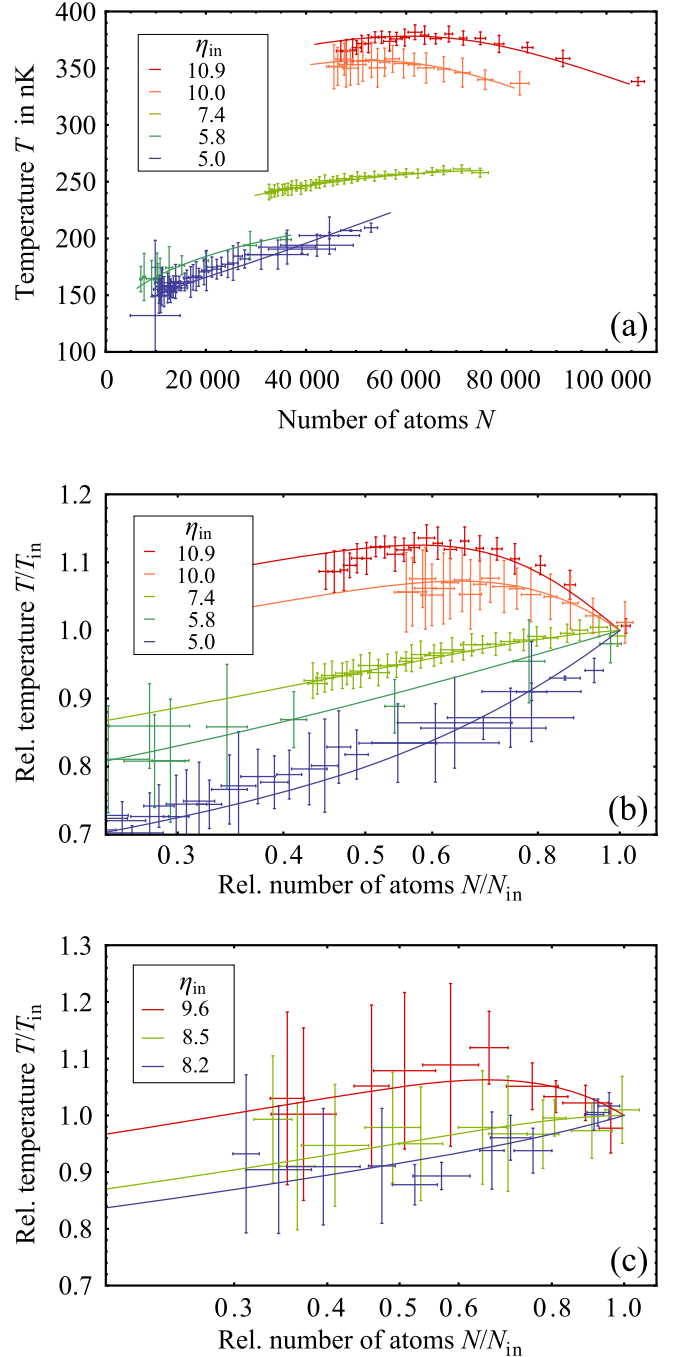 400
350
300
250
200
150
100
Temperature T in nK
η_in
10.9
10.0
7.4
5.8
5.0
(a)
0 20 000 40 000 60 000 80 000 100 000
Number of atoms N
1.2
1.1
1.0
0.9
0.8
0.7
Rel. temperature T/T_in
η_in
10.9
10.0
7.4
5.8
5.0
(b)
0.3 0.4 0.5 0.6 0.8 1.0
Rel. number of atoms N/N_in
1.3
1.2
1.1
1.0
0.9
0.8
0.7
Rel. temperature T/T_in
η_in
9.6
8.5
8.2
(c)
0.3 0.4 0.5 0.6 0.8 1.0
Rel. number of atoms N/N_in